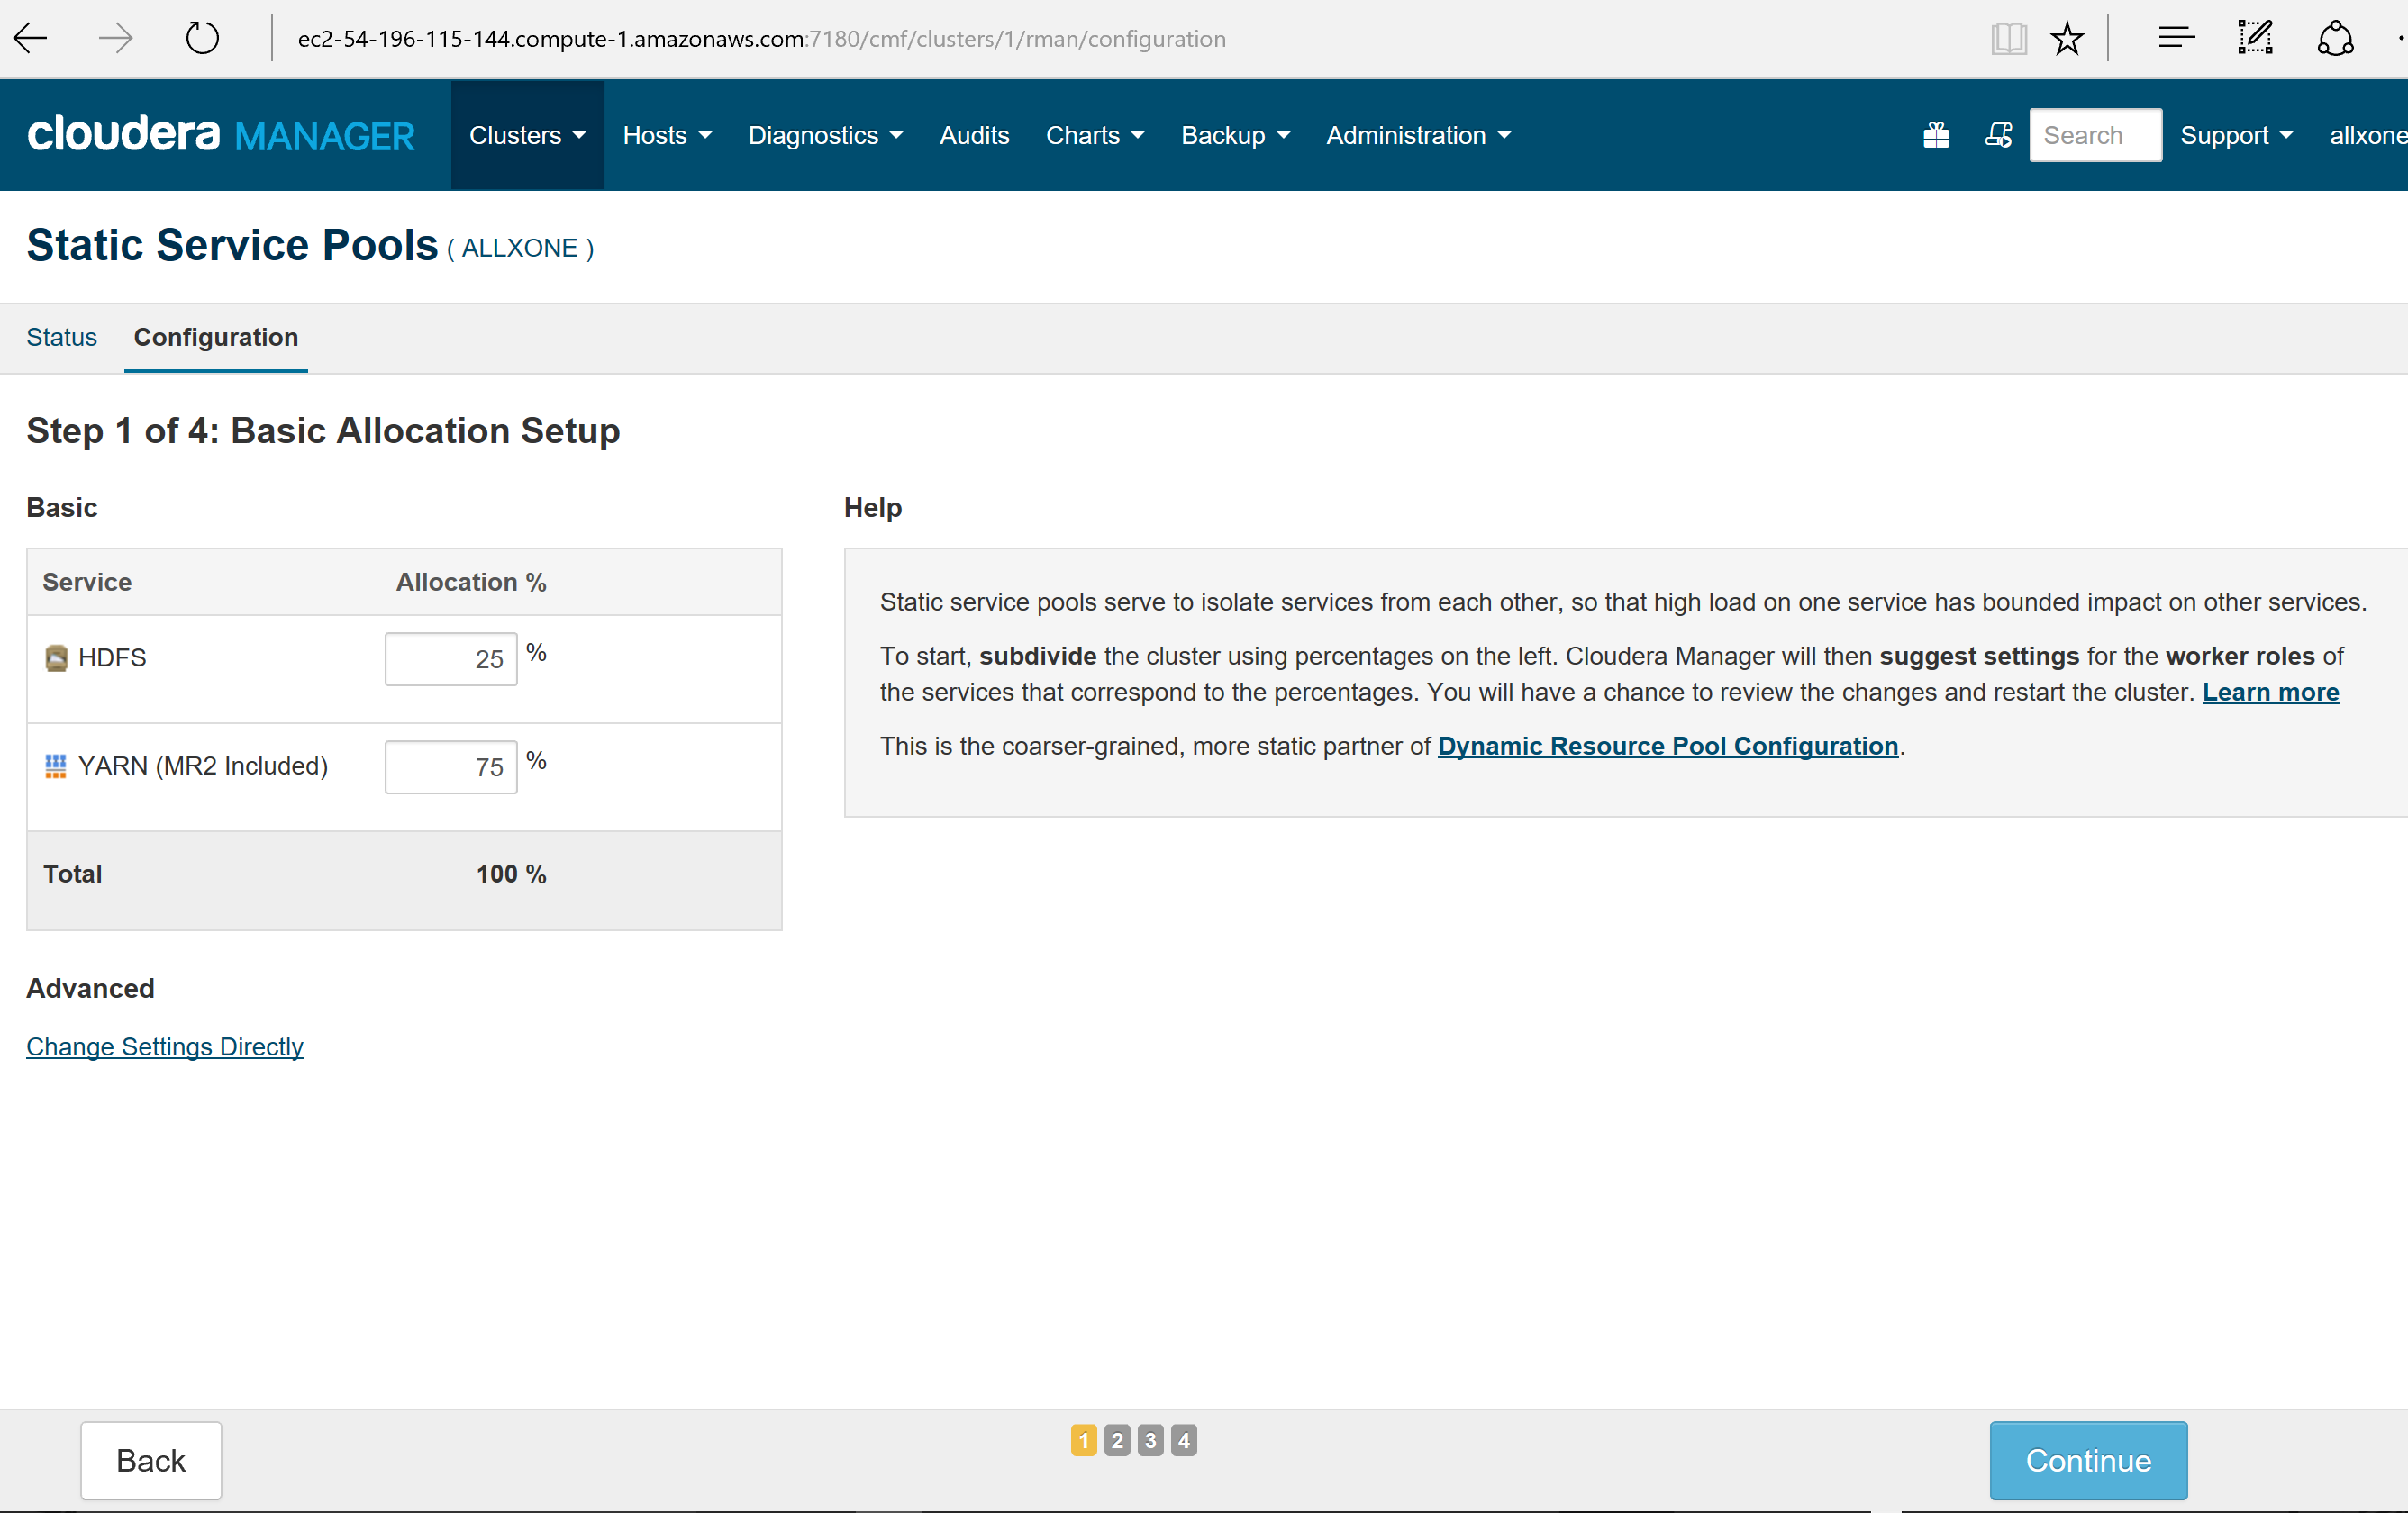 ec2-54-196-115-144.compute-1.amazonaws.com:7180/cmf/clusters/1/rman/configuration
cloudera MANAGER Clusters Hosts Diagnostics Audits Charts Backup Administration Search Support allxone
Static Service Pools ( ALLXONE )
Status Configuration
Step 1 of 4: Basic Allocation Setup
Basic
Service Allocation %
HDFS 25 %
YARN (MR2 Included) 75 %
Total 100 %
Advanced
Change Settings Directly
Help
Static service pools serve to isolate services from each other, so that high load on one service has bounded impact on other services.
To start, subdivide the cluster using percentages on the left. Cloudera Manager will then suggest settings for the worker roles of
the services that correspond to the percentages. You will have a chance to review the changes and restart the cluster. Learn more
This is the coarser-grained, more static partner of Dynamic Resource Pool Configuration.
Back 1 2 3 4 Continue